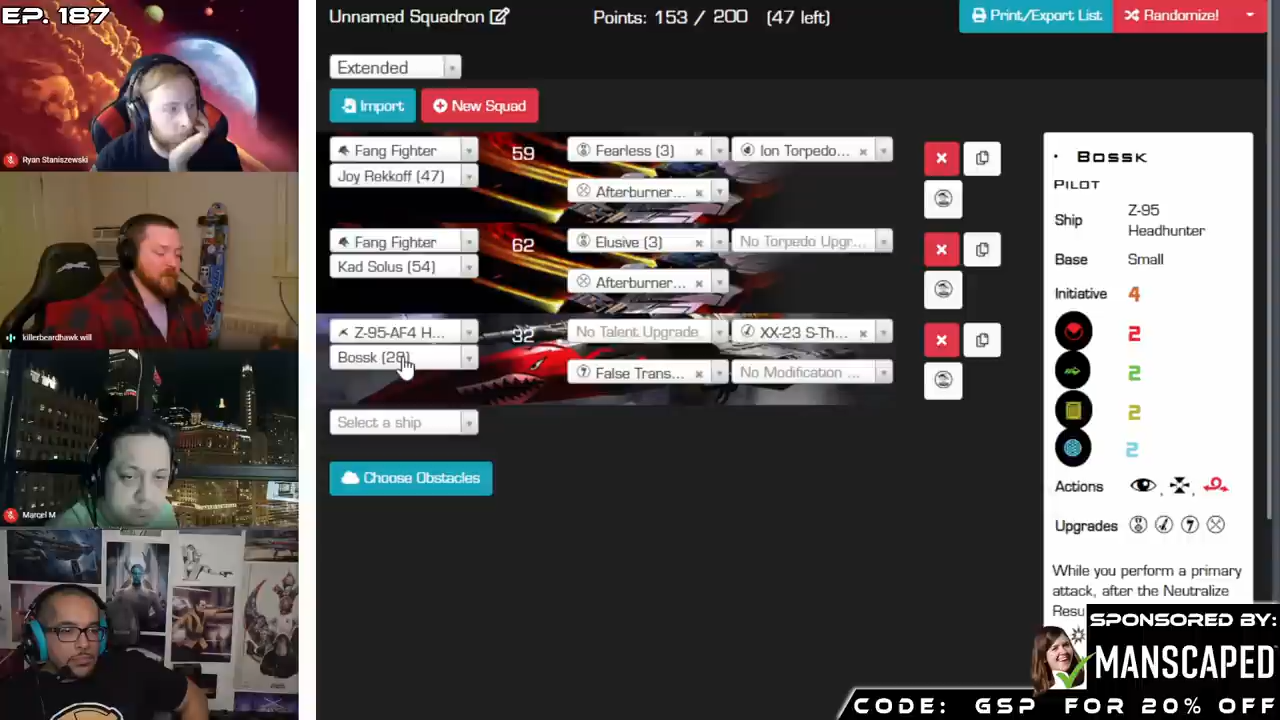 EP. 187
Ryan Staniszewski
killerbeardhawk will
Marcel M
Unnamed Squadron
Points: 153 / 200 (47 left)
Print/Export List
Randomize!
Extended
Import
New Squad
Fang Fighter
59
Fearless (3)
Ion Torpedo...
Joy Rekkoff (47)
Afterburner...
Fang Fighter
62
Elusive (3)
No Torpedo Upgr...
Kad Solus (54)
Afterburner...
Z-95-AF4 H...
32
No Talent Upgrade
XX-23 S-Th...
Bossk (28)
False Trans...
No Modification ...
Select a ship
Choose Obstacles
· Bossk
Pilot
Ship
Z-95
Headhunter
Base
Small
Initiative
4
2
2
2
2
Actions
Upgrades
While you perform a primary
attack, after the Neutralize
Resu
SPONSORED BY:
MANSCAPED
CODE: GSP FOR 20% OFF